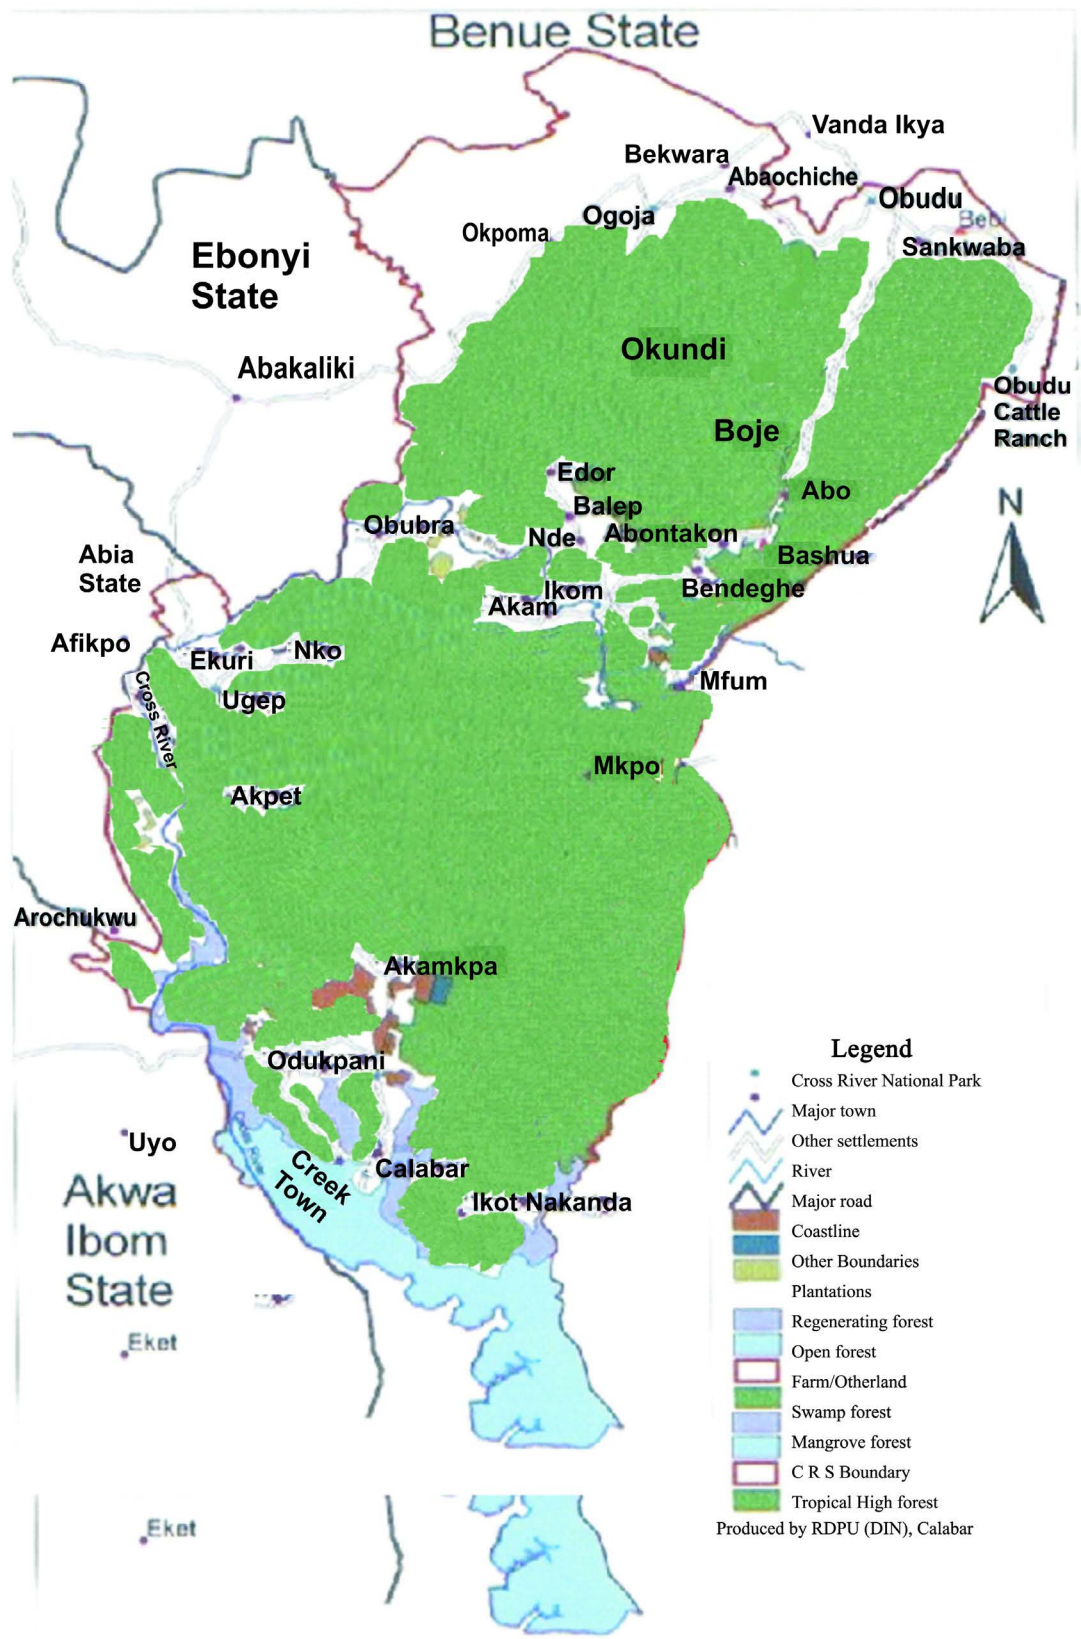 Benue State
Vanda Ikya
Bekwara
Abaochiche
Obudu
Ogoja
Bebi
Okpoma
Sankwaba
Ebonyi
State
Okundi
Abakaliki
Obudu
Cattle
Ranch
Boje
Edor
Abo
N
Balep
Obubra
Nde
Abontakon
Abia
State
Bashua
Ikom
Bendeghe
Akam
Afikpo
Ekuri
Nko
Mfum
Ugep
Cross River
Mkpo
Akpet
Arochukwu
Akamkpa
Odukpani
Uyo
Creek
Town
Calabar
Ikot Nakanda
Akwa
Ibom
State
Eket
Eket
Legend
Cross River National Park
Major town
Other settlements
River
Major road
Coastline
Other Boundaries
Plantations
Regenerating forest
Open forest
Farm/Otherland
Swamp forest
Mangrove forest
C R S Boundary
Tropical High forest
Produced by RDPU (DIN), Calabar